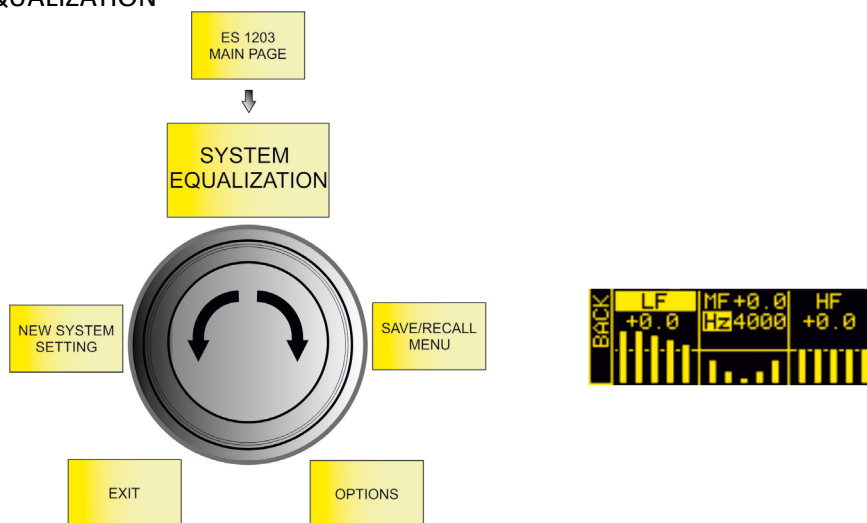 ES 1203
MAIN PAGE
SYSTEM
EQUALIZATION
NEW SYSTEM
SETTING
SAVE/RECALL
MENU
EXIT
OPTIONS
BACK
LF
+0.0
MF+0.0
Hz4000
HF
+0.0